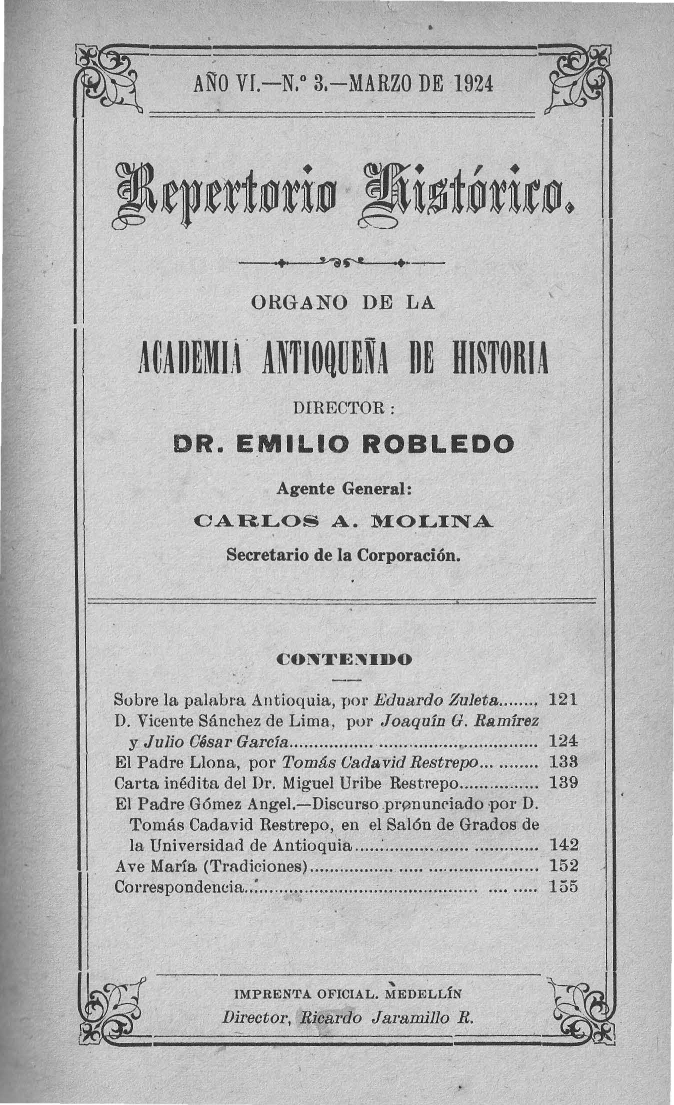 AÑO VI.—N.º 3.—MARZO DE 1924
Repertorio Histórico.
ORGANO DE LA
ACADEMIA ANTIOQUEÑA DE HISTORIA
DIRECTOR:
DR. EMILIO ROBLEDO
Agente General:
CARLOS A. MOLINA
Secretario de la Corporación.
CONTENIDO
Sobre la palabra Antioquia, por Eduardo Zuleta........ 121
D. Vicente Sánchez de Lima, por Joaquín G. Ramírez
y Julio César García.................................................. 124
El Padre Llona, por Tomás Cadavid Restrepo... ........ 133
Carta inédita del Dr. Miguel Uribe Restrepo................ 139
El Padre Gómez Angel.—Discurso pronunciado por D.
Tomás Cadavid Restrepo, en el Salón de Grados de
la Universidad de Antioquia..................................... 142
Ave María (Tradiciones).............................................. 152
Correspondencia.......................................................... 155
IMPRENTA OFICIAL. MEDELLÍN
Director, Ricardo Jaramillo R.